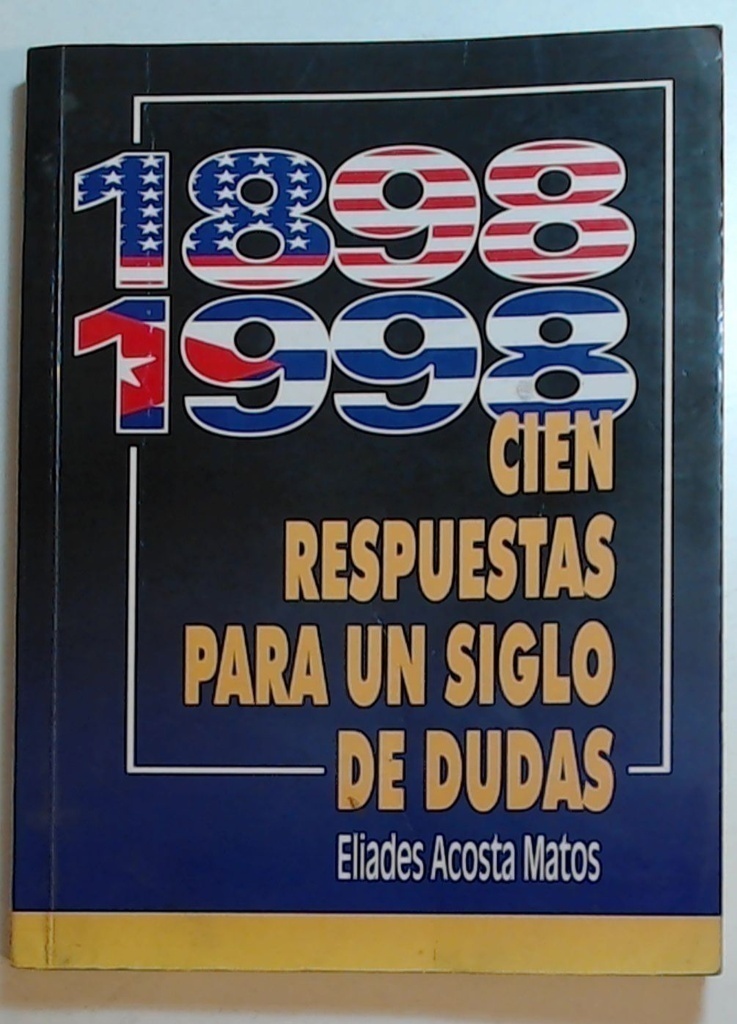 1898
1998
CIEN
RESPUESTAS
PARA UN SIGLO
DE DUDAS
Eliades Acosta Matos